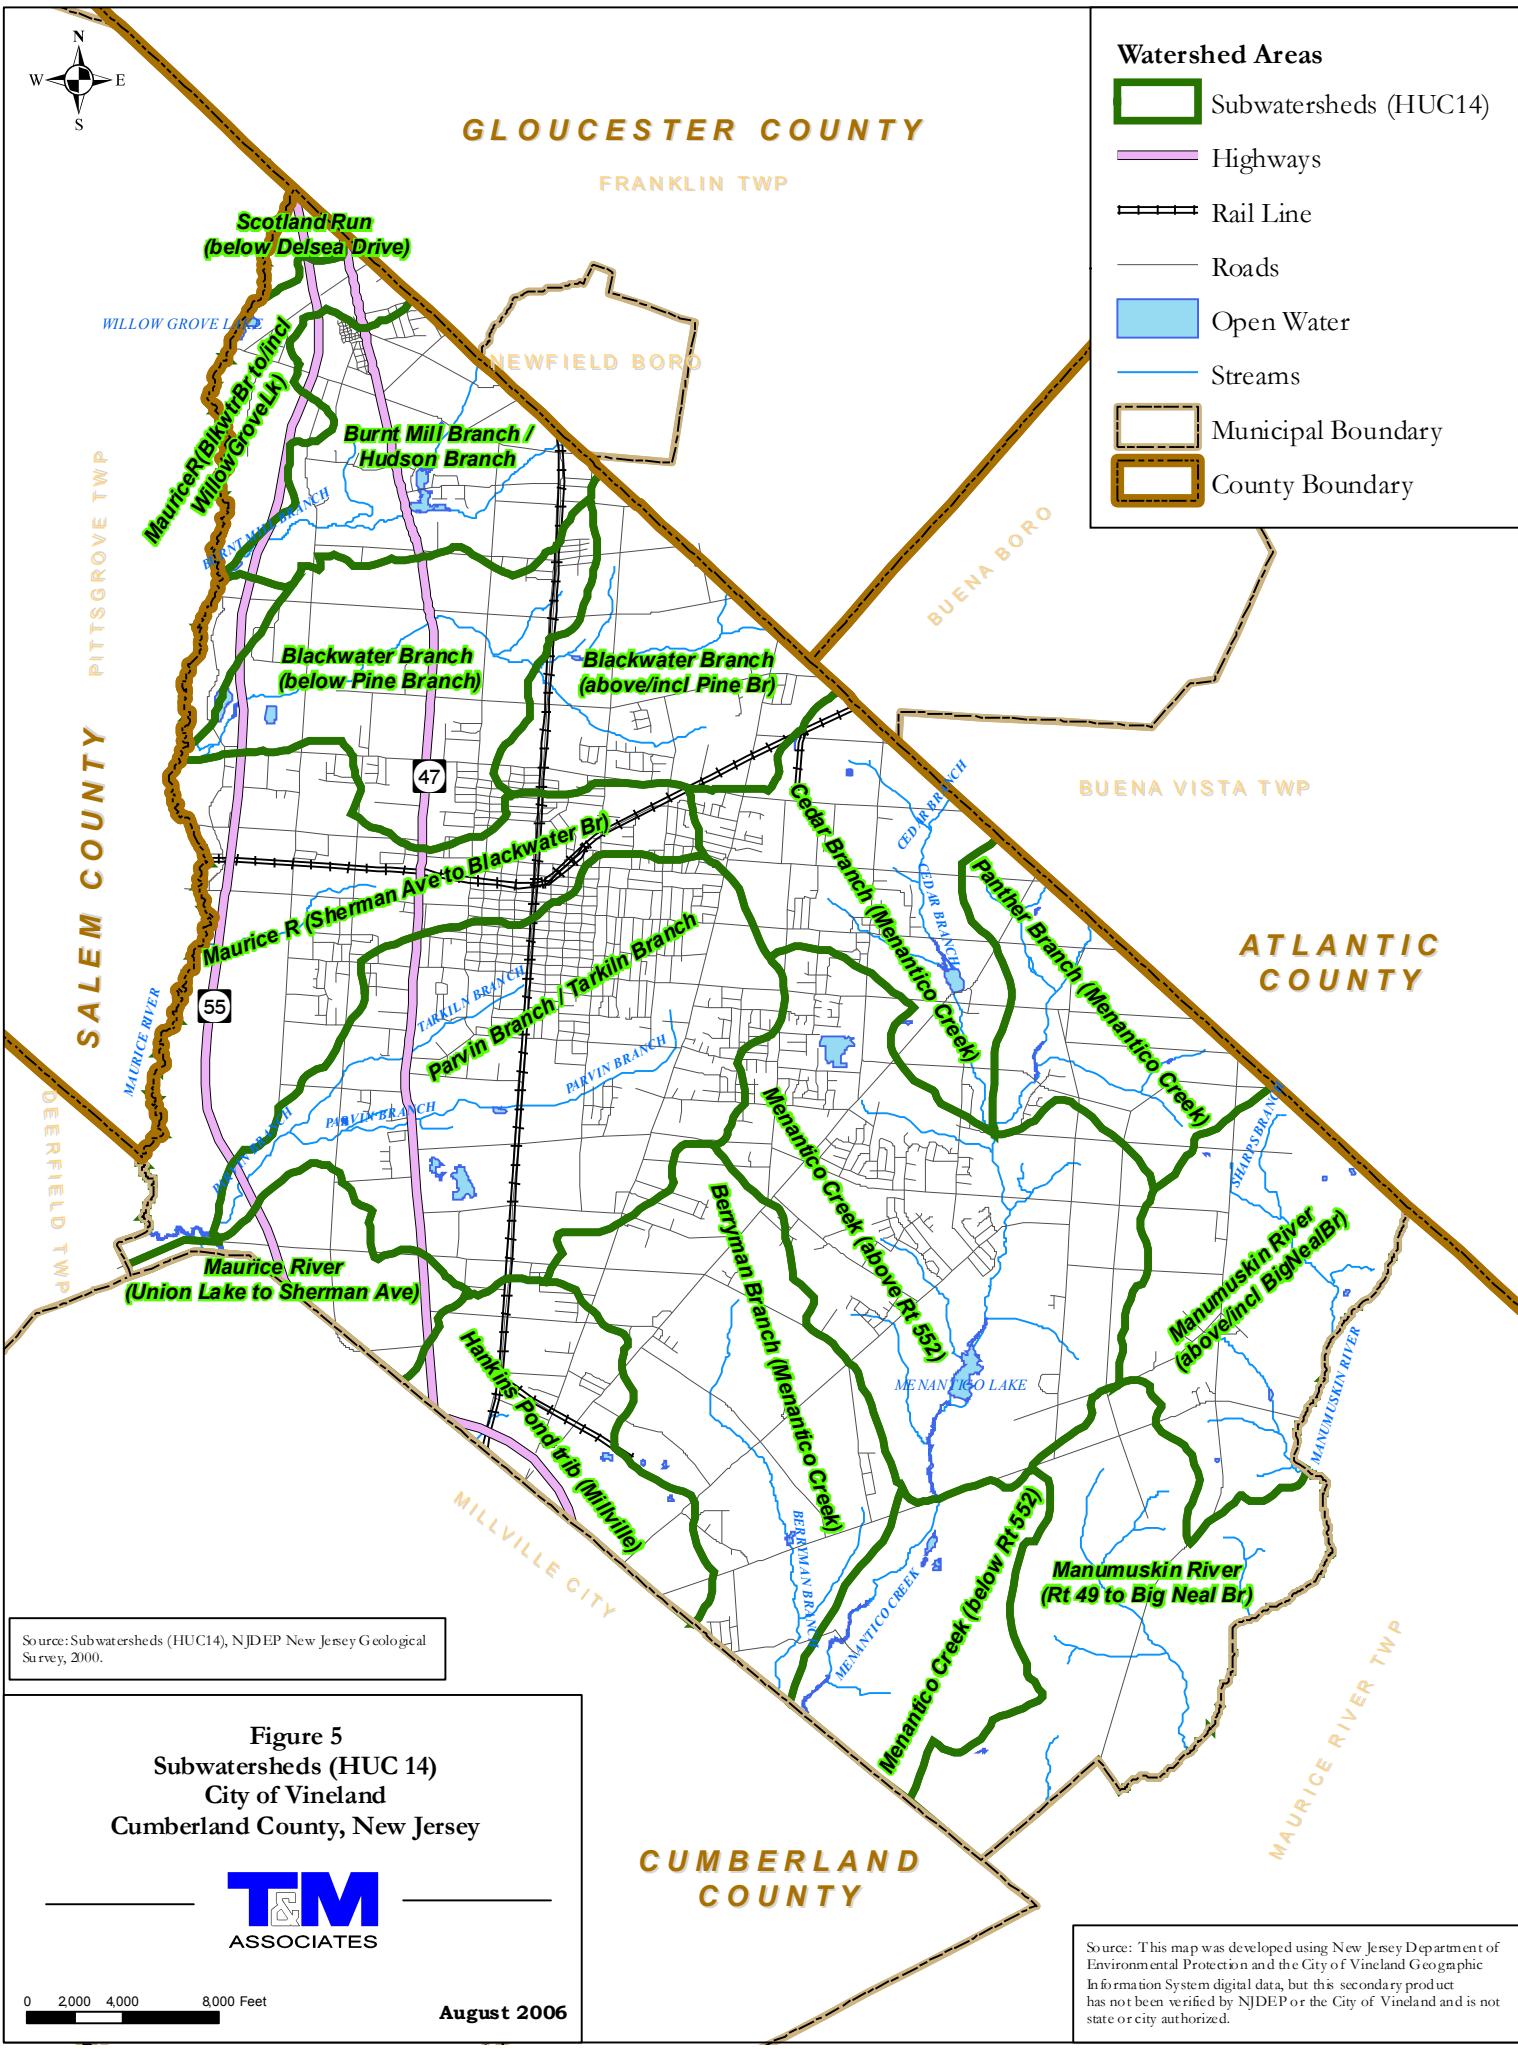 N
W E
S
GLOUCESTER COUNTY
FRANKLIN TWP
Watershed Areas
Subwatersheds (HUC14)
Highways
Rail Line
Roads
Open Water
Streams
Municipal Boundary
County Boundary
Scotland Run
(below Delsea Drive)
WILLOW GROVE LAKE
NEWFIELD BORO
MauriceR(BlkwtrBr to/incl
WillowGroveLk)
Burnt Mill Branch /
Hudson Branch
BURNT MILL BRANCH
PITTSGROVE TWP
BUENA BORO
Blackwater Branch
(below Pine Branch)
Blackwater Branch
(above/incl Pine Br)
SALEM COUNTY
47
BUENA VISTA TWP
CEDAR BRANCH
CEDAR BRANCH
Cedar Branch (Menantico Creek)
Panther Branch (Menantico Creek)
Maurice R (Sherman Ave to Blackwater Br)
ATLANTIC
COUNTY
55
MAURICE RIVER
TARKILN BRANCH
Parvin Branch / Tarkiln Branch
PARVIN BRANCH
PARVIN BRANCH
PARVIN BRANCH
DEERFIELD TWP
Menantico Creek (above Rt 552)
SHARPS BRANCH
Berryman Branch (Menantico Creek)
Manumuskin River
(above/incl BigNealBr)
Maurice River
(Union Lake to Sherman Ave)
Hankins Pond trib (Millville)
MENANTICO LAKE
MANUMUSKIN RIVER
MILLVILLE CITY
BERRYMAN BRANCH
MENANTICO CREEK
Menantico Creek (below Rt 552)
Manumuskin River
(Rt 49 to Big Neal Br)
MAURICE RIVER TWP
Source: Subwatersheds (HUC14), NJDEP New Jersey Geological
Survey, 2000.
Figure 5
Subwatersheds (HUC 14)
City of Vineland
Cumberland County, New Jersey
T&M
ASSOCIATES
0 2,000 4,000 8,000 Feet
August 2006
CUMBERLAND
COUNTY
Source: This map was developed using New Jersey Department of
Environmental Protection and the City of Vineland Geographic
Information System digital data, but this secondary product
has not been verified by NJDEP or the City of Vineland and is not
state or city authorized.